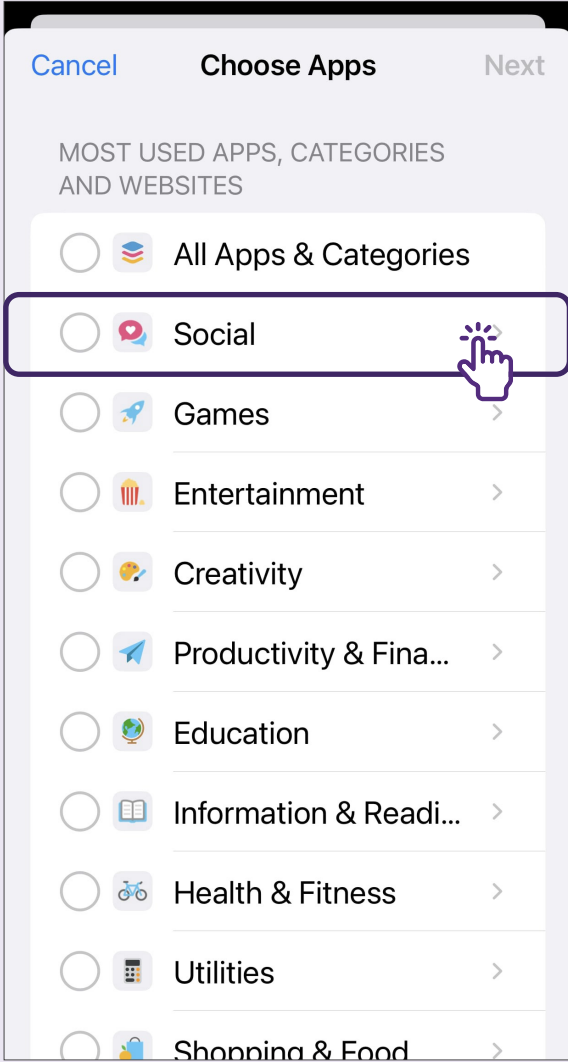 Cancel
Choose Apps
Next
MOST USED APPS, CATEGORIES
AND WEBSITES
All Apps & Categories
Social
Games
Entertainment
Creativity
Productivity & Fina...
Education
Information & Readi...
Health & Fitness
Utilities
Shopping & Food